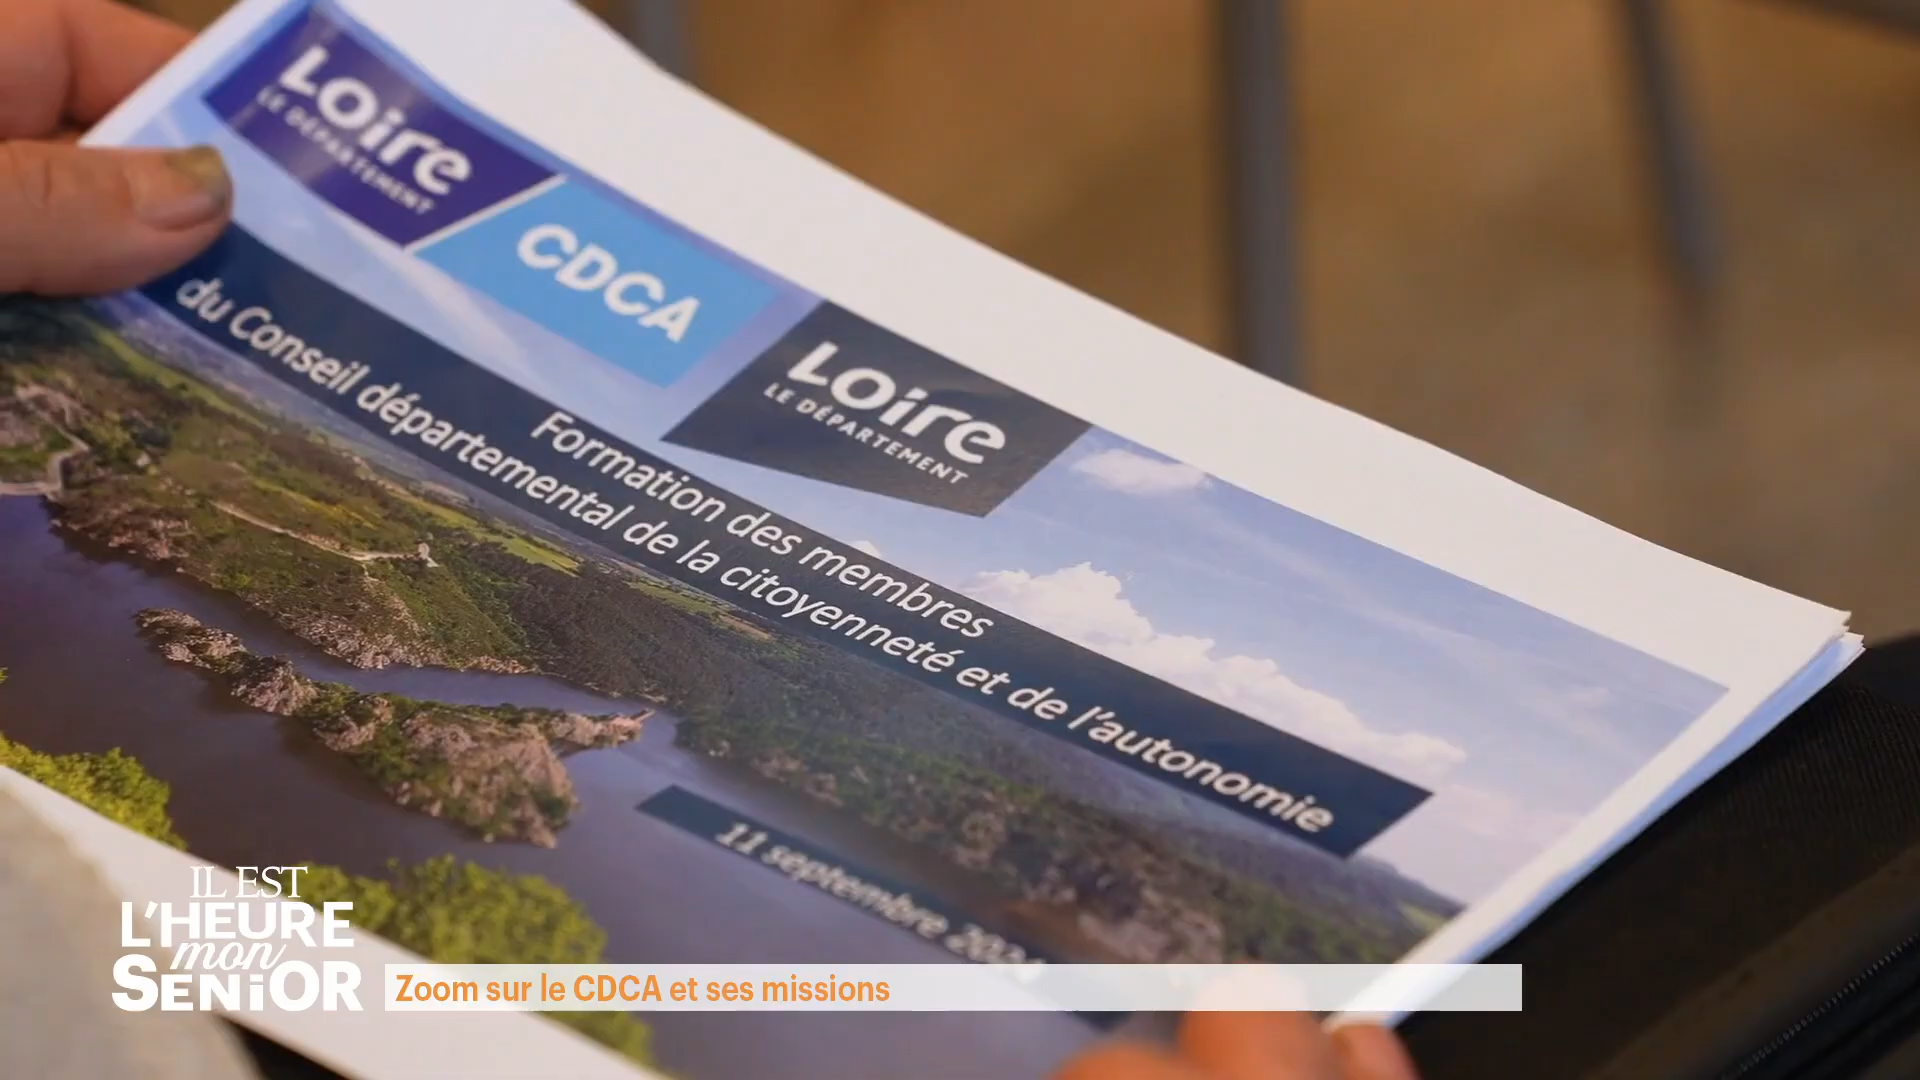 Loire
LE DÉPARTEMENT
CDCA
Loire
LE DÉPARTEMENT
Formation des membres
du Conseil départemental de la citoyenneté et de l'autonomie
11 septembre 2024
IL EST
L'HEURE
mon
SENiOR
Zoom sur le CDCA et ses missions